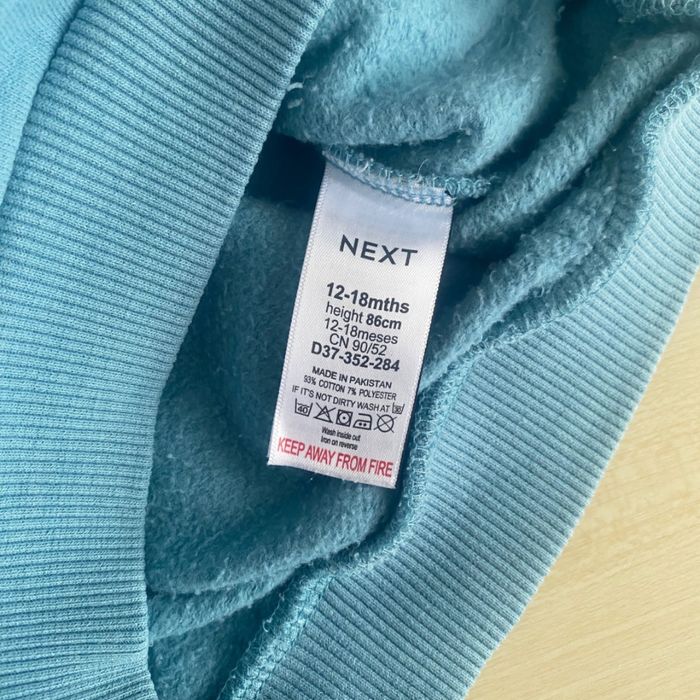 NEXT
12-18mths
height 86cm
12-18meses
CN 90/52
D37-352-284
MADE IN PAKISTAN
93% COTTON 7% POLYESTER
IF IT'S NOT DIRTY WASH AT 30
40
Wash inside out
Iron on reverse
KEEP AWAY FROM FIRE